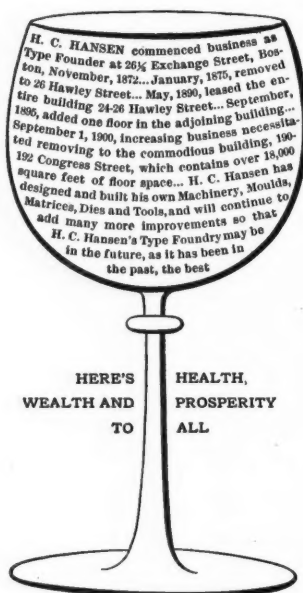 H. C. HANSEN commenced business as
Type Founder at 26½ Exchange Street, Bos-
ton, November, 1872...January, 1875, removed
to 26 Hawley Street... May, 1890, leased the en-
tire building 24-26 Hawley Street... September,
1895, added one floor in the adjoining building...
September 1, 1900, increasing business necessita-
ted removing to the commodious building, 190-
192 Congress Street, which contains over 18,000
square feet of floor space... H. C. Hansen has
designed and built his own Machinery, Moulds,
Matrices, Dies and Tools, and will continue to
add many more improvements so that
H. C. Hansen's Type Foundry may be
in the future, as it has been in
the past, the best
HERE'S HEALTH,
WEALTH AND PROSPERITY
TO ALL